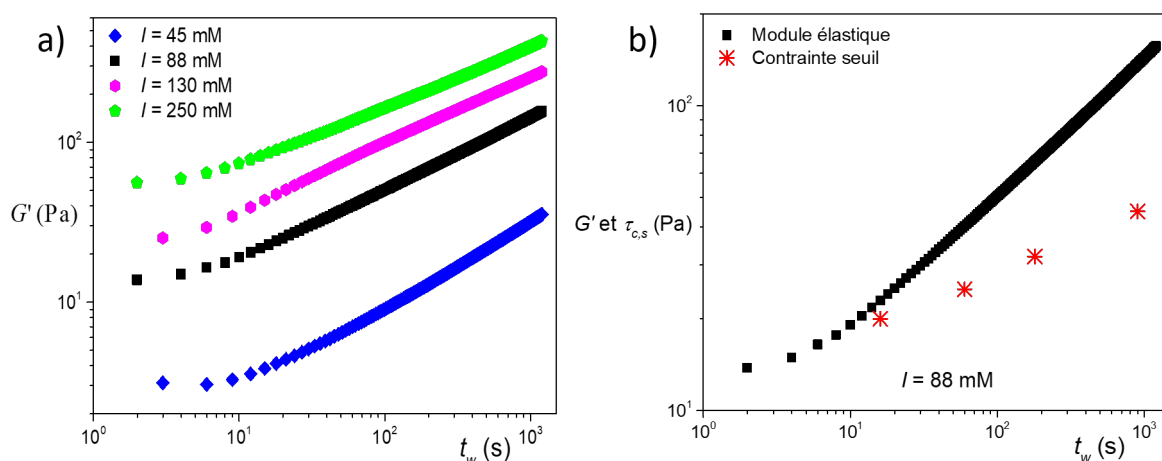 a)
I = 45 mM
I = 88 mM
I = 130 mM
I = 250 mM
G' (Pa)
10²
10¹
10⁰ 10¹ 10² 10³
t_w (s)
b)
Module élastique
Contrainte seuil
G' et τ_c,s (Pa)
10²
10¹
I = 88 mM
10⁰ 10¹ 10² 10³
t_w (s)